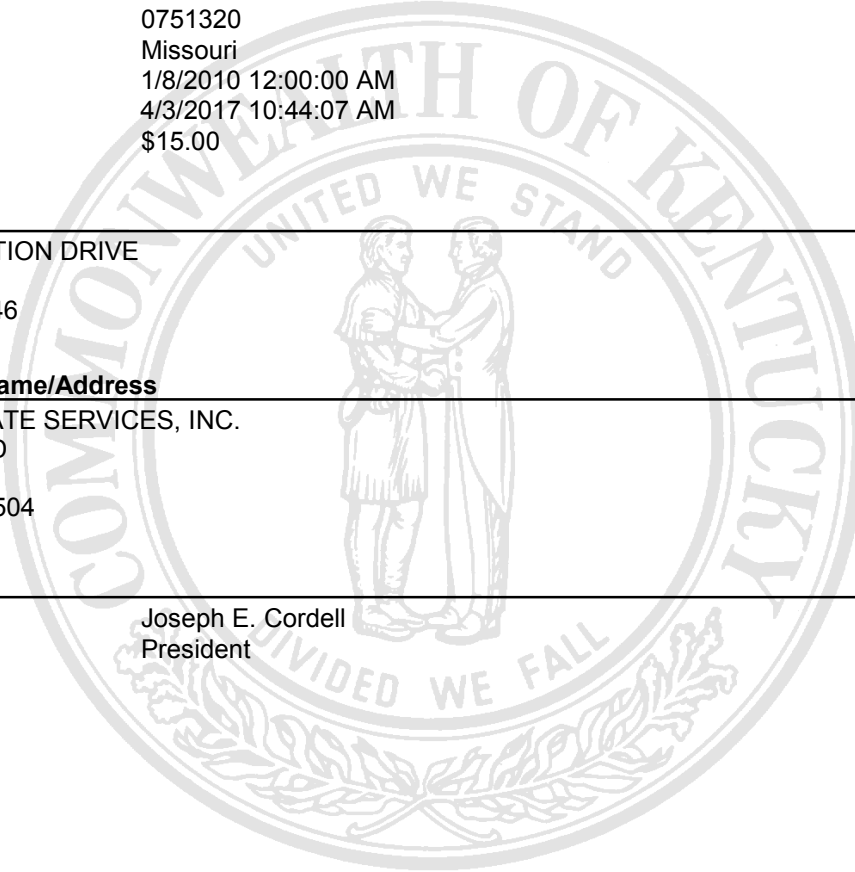 0751320
Missouri
1/8/2010 12:00:00 AM
4/3/2017 10:44:07 AM
$15.00
COMMONWEALTH OF KENTUCKY
UNITED WE STAND
TION DRIVE
46
ame/Address
ATE SERVICES, INC.
0
504
Joseph E. Cordell
President
DIVIDED WE FALL